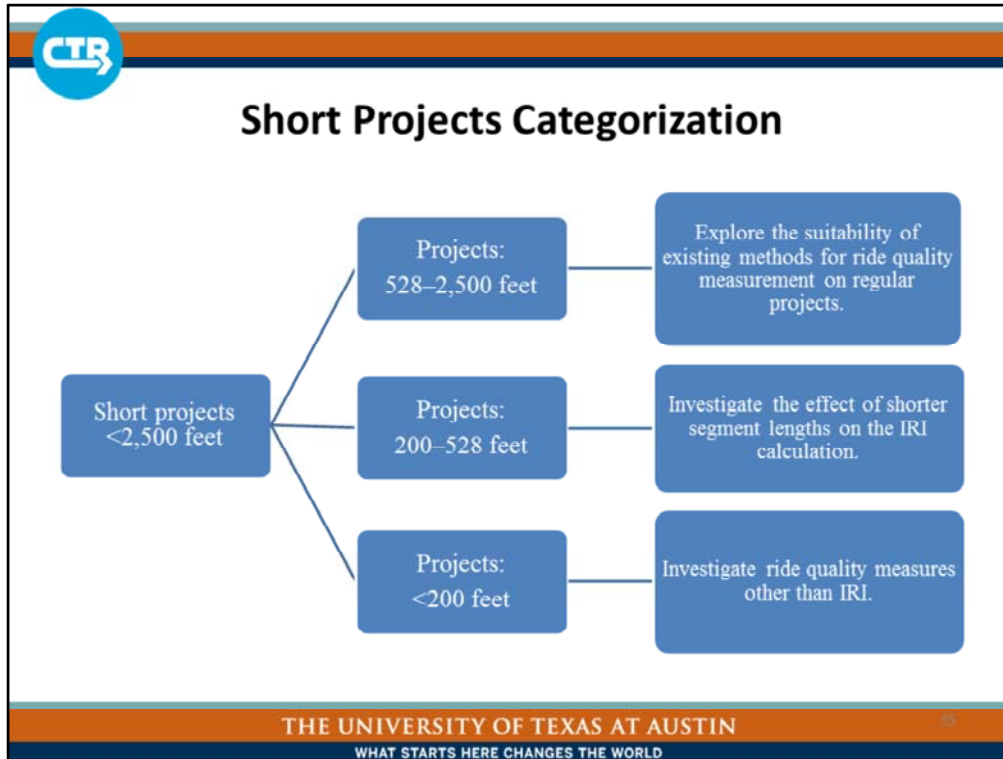 CTR
Short Projects Categorization
Short projects
<2,500 feet
Projects:
528–2,500 feet
Explore the suitability of
existing methods for ride quality
measurement on regular
projects.
Projects:
200–528 feet
Investigate the effect of shorter
segment lengths on the IRI
calculation.
Projects:
<200 feet
Investigate ride quality measures
other than IRI.
35
THE UNIVERSITY OF TEXAS AT AUSTIN
WHAT STARTS HERE CHANGES THE WORLD